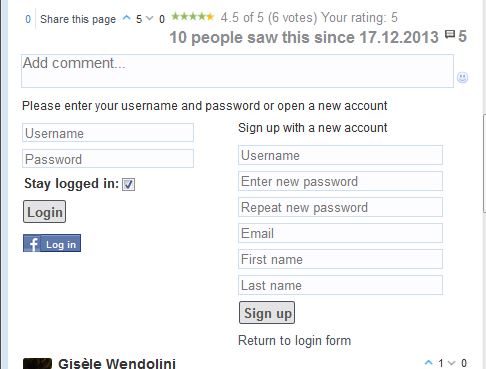 0 Share this page 5 0 4.5 of 5 (6 votes) Your rating: 5
10 people saw this since 17.12.2013 5
Add comment...
Please enter your username and password or open a new account
Username
Password
Stay logged in:
Login
f Log in
Sign up with a new account
Username
Enter new password
Repeat new password
Email
First name
Last name
Sign up
Return to login form
Gisèle Wendolini 1 0